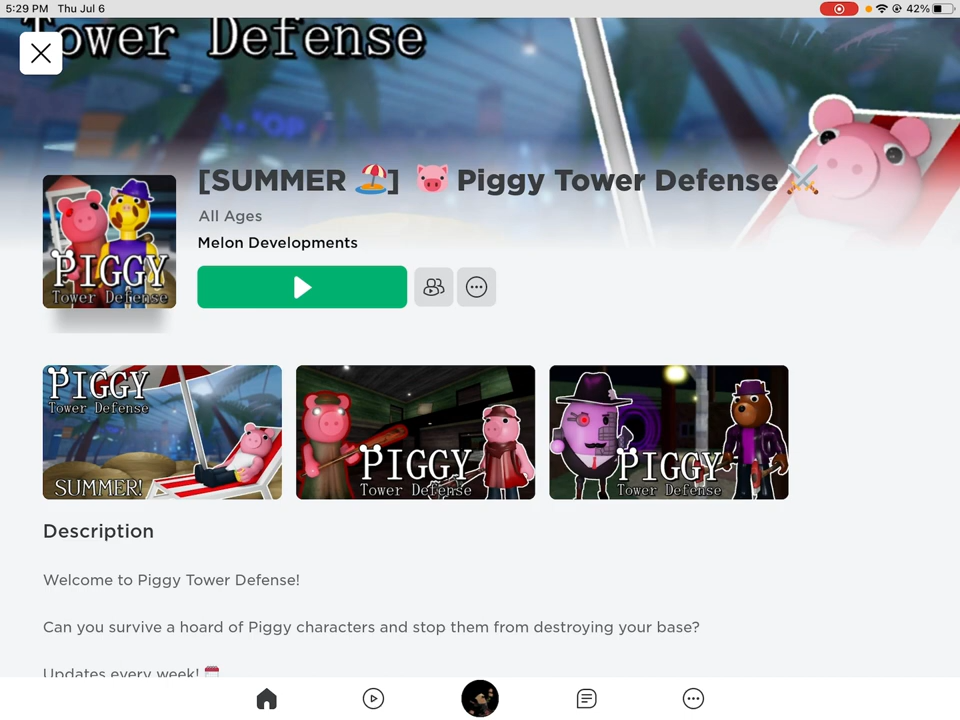 5:29 PM Thu Jul 6 42%
Tower Defense
[SUMMER 🏖️] 🐷 Piggy Tower Defense⚔️
All Ages
Melon Developments
PIGGY
Tower Defense
PIGGY
Tower Defense
SUMMER!
PIGGY
Tower Defense
PIGGY
Tower Defense
Description
Welcome to Piggy Tower Defense!
Can you survive a hoard of Piggy characters and stop them from destroying your base?
Updates every week! 🗓️